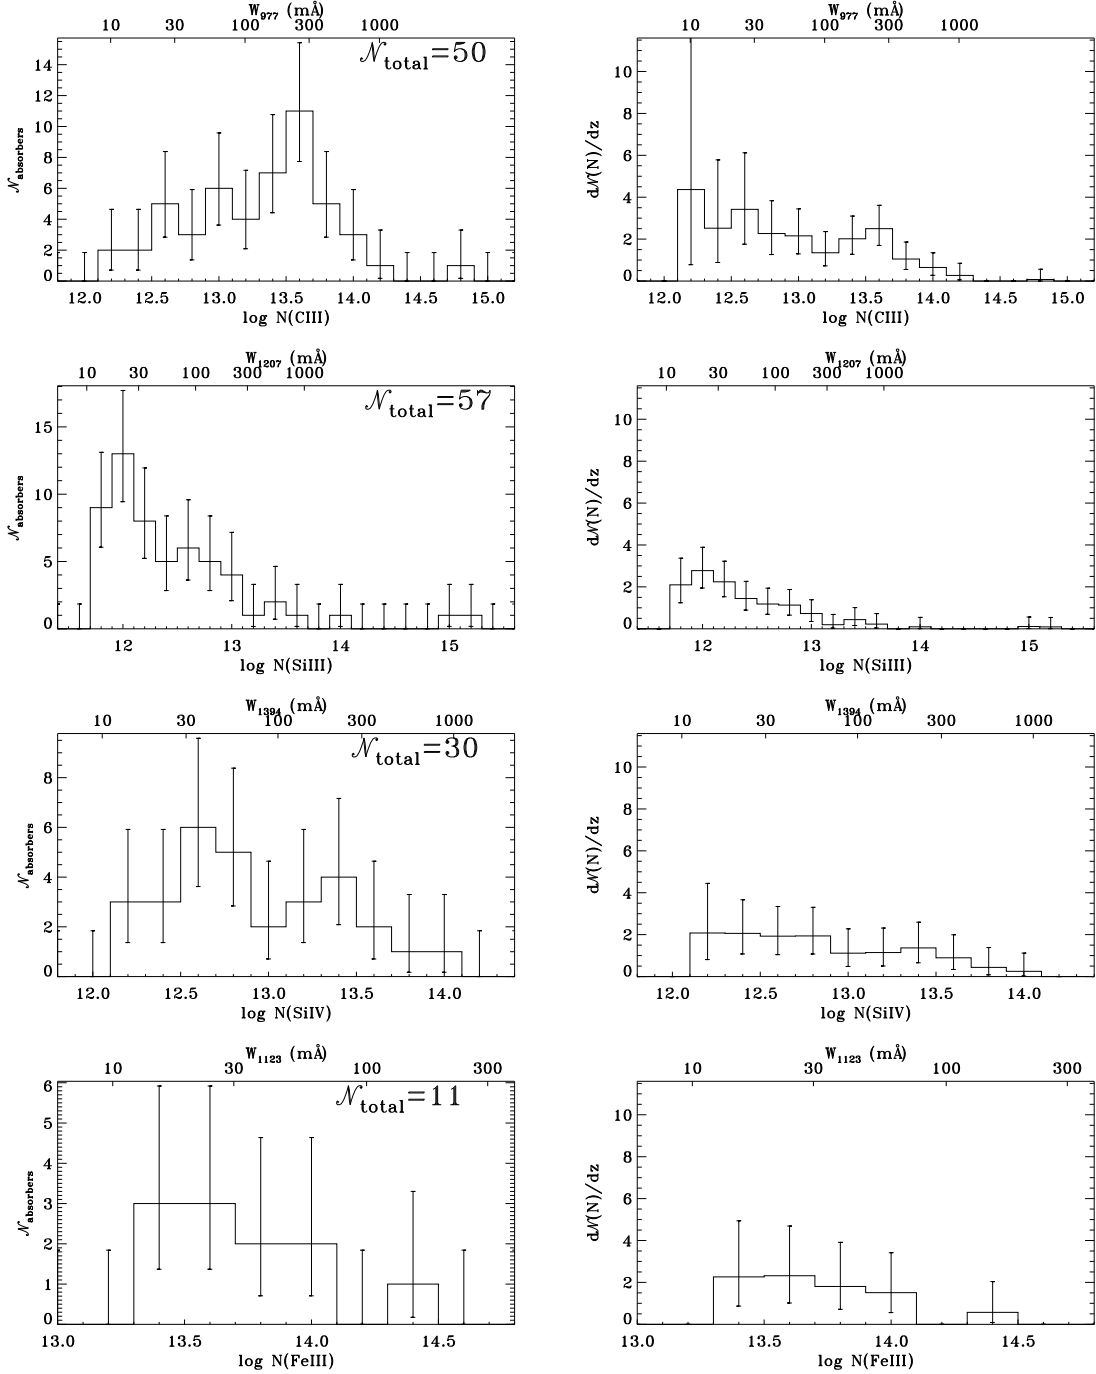 W977 (mÅ)
10 30 100 300 1000
𝒩total=50
14
12
10
8
6
4
2
0
𝒩absorbers
12.0 12.5 13.0 13.5 14.0 14.5 15.0
log N(CIII)
W977 (mÅ)
10 30 100 300 1000
10
8
6
4
2
0
d𝒩(N)/dz
12.0 12.5 13.0 13.5 14.0 14.5 15.0
log N(CIII)
W1207 (mÅ)
10 30 100 300 1000
𝒩total=57
15
10
5
0
𝒩absorbers
12 13 14 15
log N(SiIII)
W1207 (mÅ)
10 30 100 300 1000
10
8
6
4
2
0
d𝒩(N)/dz
12 13 14 15
log N(SiIII)
W1394 (mÅ)
10 30 100 300 1000
𝒩total=30
8
6
4
2
0
𝒩absorbers
12.0 12.5 13.0 13.5 14.0
log N(SiIV)
W1394 (mÅ)
10 30 100 300 1000
10
8
6
4
2
0
d𝒩(N)/dz
12.0 12.5 13.0 13.5 14.0
log N(SiIV)
W1123 (mÅ)
10 30 100 300
𝒩total=11
6
5
4
3
2
1
0
𝒩absorbers
13.0 13.5 14.0 14.5
log N(FeIII)
W1123 (mÅ)
10 30 100 300
10
8
6
4
2
0
d𝒩(N)/dz
13.0 13.5 14.0 14.5
log N(FeIII)